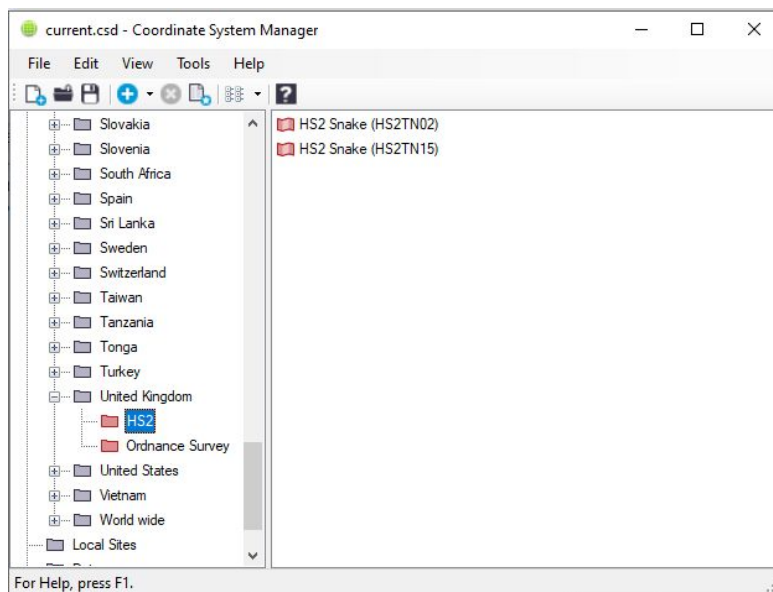 current.csd - Coordinate System Manager
File Edit View Tools Help
Slovakia
Slovenia
South Africa
Spain
Sri Lanka
Sweden
Switzerland
Taiwan
Tanzania
Tonga
Turkey
United Kingdom
HS2
Ordnance Survey
United States
Vietnam
World wide
Local Sites
HS2 Snake (HS2TN02)
HS2 Snake (HS2TN15)
For Help, press F1.